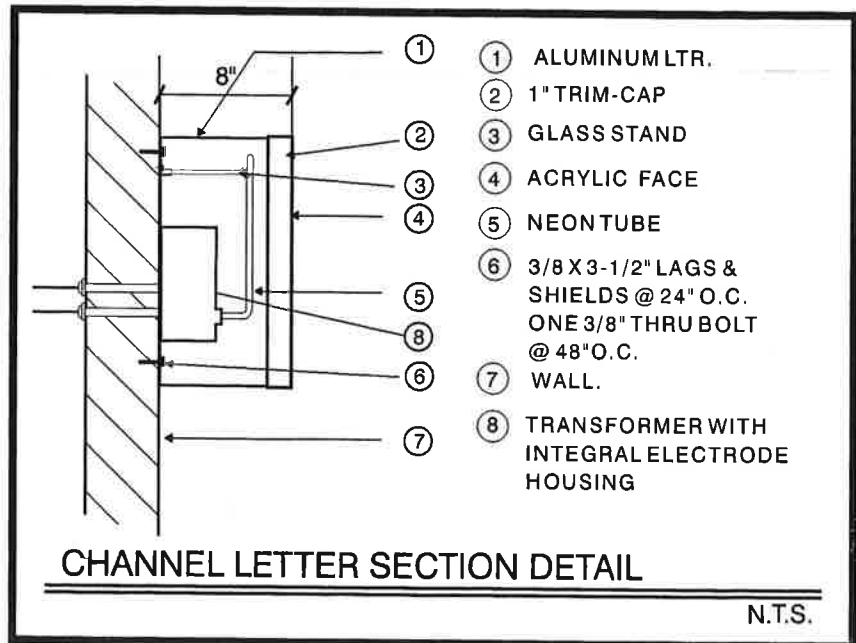 8"
① ① ALUMINUM LTR.
② ② 1" TRIM-CAP
③ ③ GLASS STAND
④ ④ ACRYLIC FACE
⑤ ⑤ NEON TUBE
⑧ ⑥ 3/8 X 3-1/2" LAGS &
SHIELDS @ 24" O.C.
ONE 3/8" THRU BOLT
@ 48" O.C.
⑥ ⑦ WALL.
⑦ ⑧ TRANSFORMER WITH
INTEGRAL ELECTRODE
HOUSING
CHANNEL LETTER SECTION DETAIL
N.T.S.